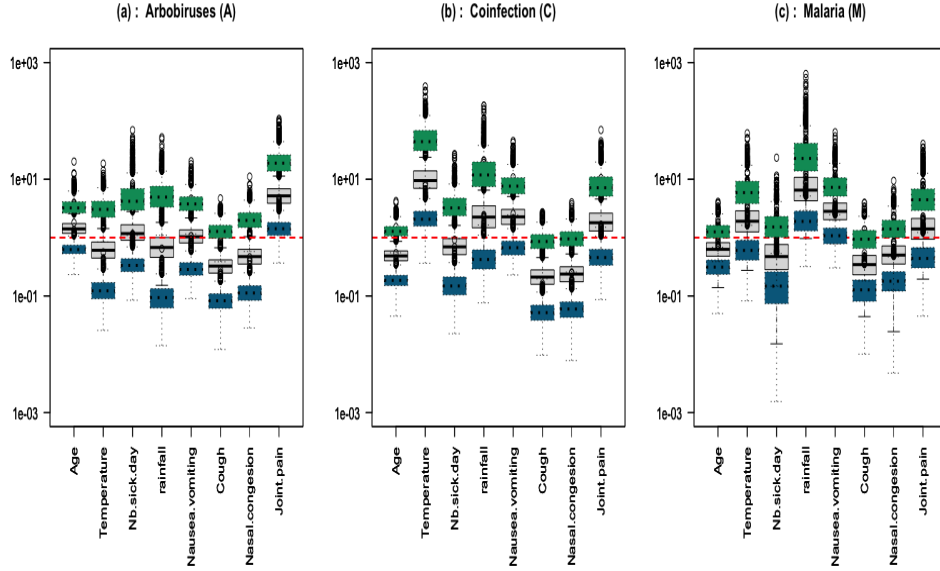 (a) : Arbobiruses (A)
1e+03
1e+01
1e-01
1e-03
Age
Temperature
Nb.sick.day
rainfall
Nausea.vomiting
Cough
Nasal.congesion
Joint.pain
(b) : Coinfection (C)
1e+03
1e+01
1e-01
1e-03
Age
Temperature
Nb.sick.day
rainfall
Nausea.vomiting
Cough
Nasal.congesion
Joint.pain
(c) : Malaria (M)
1e+03
1e+01
1e-01
1e-03
Age
Temperature
Nb.sick.day
rainfall
Nausea.vomiting
Cough
Nasal.congesion
Joint.pain